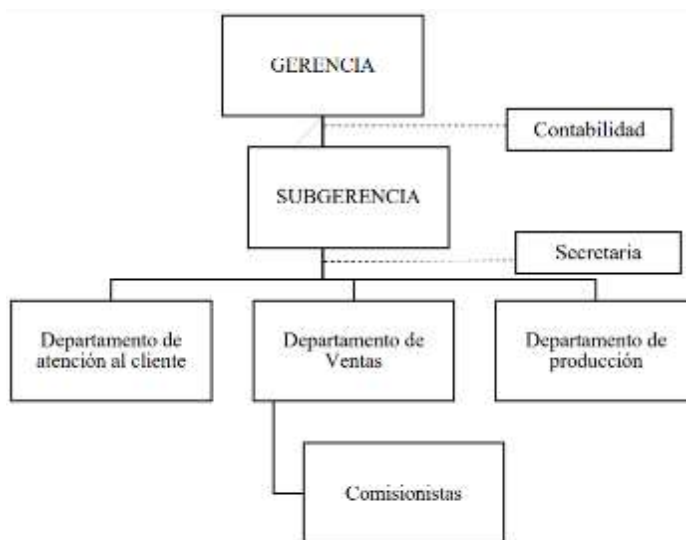 GERENCIA
Contabilidad
SUBGERENCIA
Secretaria
Departamento de
atención al cliente
Departamento de
Ventas
Departamento de
producción
Comisionistas